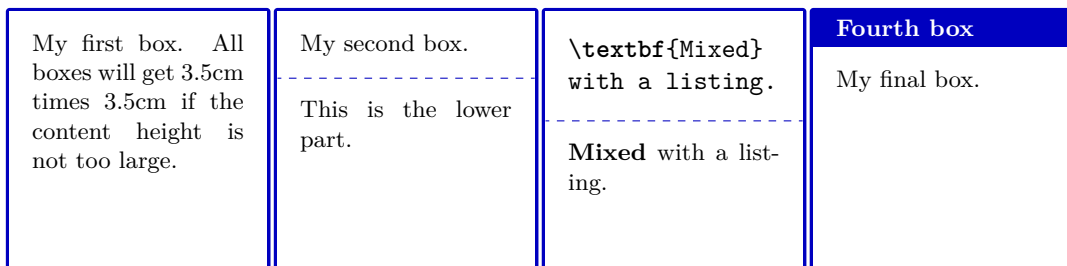 My first box. All
boxes will get 3.5cm
times 3.5cm if the
content height is
not too large.
My second box.
This is the lower
part.
\textbf{Mixed}
with a listing.
Mixed with a list-
ing.
Fourth box
My final box.